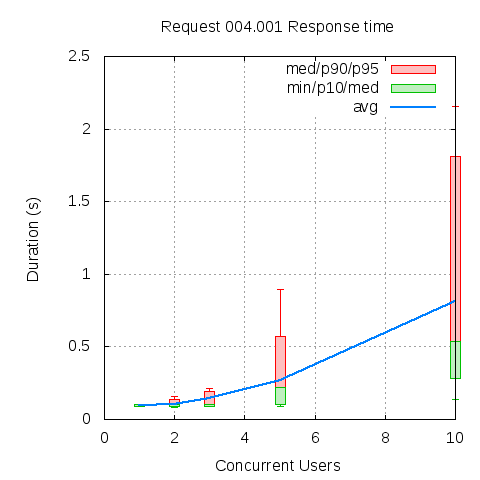 Request 004.001 Response time
med/p90/p95
min/p10/med
avg
Duration (s)
2.5
2
1.5
1
0.5
0
0 2 4 6 8 10
Concurrent Users